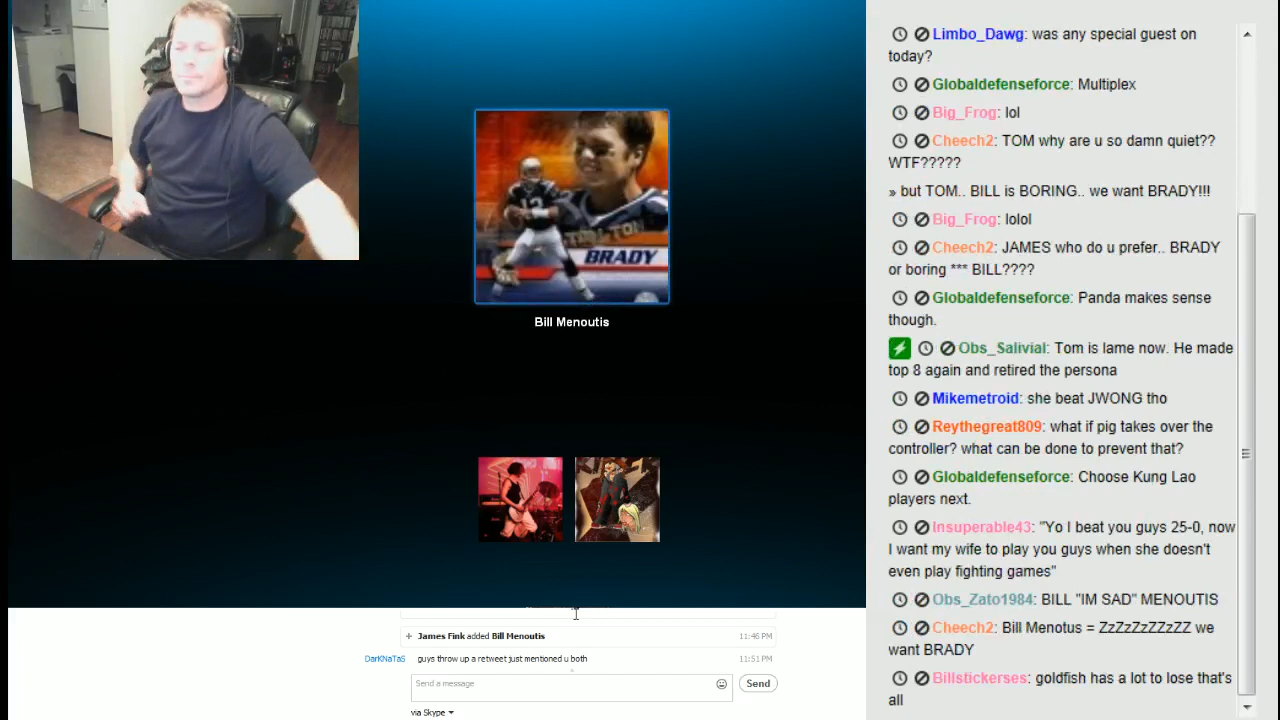 BRADY
Bill Menoutis
James Fink added Bill Menoutis 11:46 PM
DarKNaTaS guys throw up a retweet just mentioned u both 11:51 PM
Send a message
Send
via Skype
Limbo_Dawg: was any special guest on
today?
Globaldefenseforce: Multiplex
Big_Frog: lol
Cheech2: TOM why are u so damn quiet??
WTF?????
» but TOM.. BILL is BORING.. we want BRADY!!!
Big_Frog: lolol
Cheech2: JAMES who do u prefer.. BRADY
or boring *** BILL????
Globaldefenseforce: Panda makes sense
though.
Obs_Salivial: Tom is lame now. He made
top 8 again and retired the persona
Mikemetroid: she beat JWONG tho
Reythegreat809: what if pig takes over the
controller? what can be done to prevent that?
Globaldefenseforce: Choose Kung Lao
players next.
Insuperable43: "Yo I beat you guys 25-0, now
I want my wife to play you guys when she doesn't
even play fighting games"
Obs_Zato1984: BILL "IM SAD" MENOUTIS
Cheech2: Bill Menotus = ZzZzZzZZzZZ we
want BRADY
Billstickerses: goldfish has a lot to lose that's
all